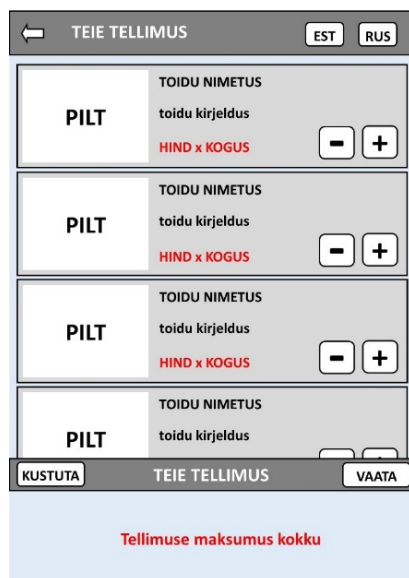 TEIE TELLIMUS EST RUS
PILT
TOIDU NIMETUS
toidu kirjeldus
HIND x KOGUS - +
PILT
TOIDU NIMETUS
toidu kirjeldus
HIND x KOGUS - +
PILT
TOIDU NIMETUS
toidu kirjeldus
HIND x KOGUS - +
PILT
TOIDU NIMETUS
toidu kirjeldus
KUSTUTA TEIE TELLIMUS VAATA
Tellimuse maksumus kokku